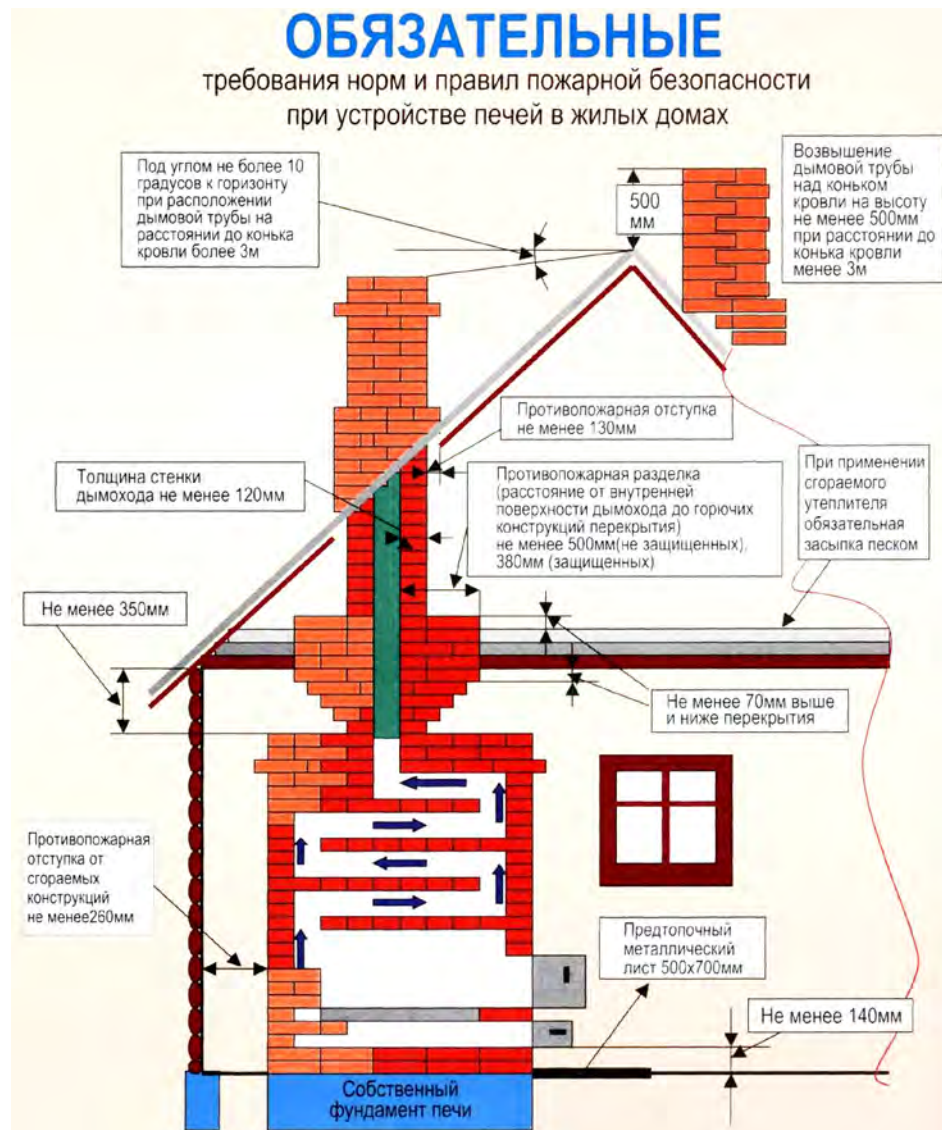 ОБЯЗАТЕЛЬНЫЕ
требования норм и правил пожарной безопасности
при устройстве печей в жилых домах
Под углом не более 10
градусов к горизонту
при расположении
дымовой трубы на
расстоянии до конька
кровли более 3м
500
мм
Возвышение
дымовой трубы
над коньком
кровли на высоту
не менее 500мм
при расстоянии до
конька кровли
менее 3м
Противопожарная отступка
не менее 130мм
Толщина стенки
дымохода не менее 120мм
Противопожарная разделка
(расстояние от внутренней
поверхности дымохода до горючих
конструкций перекрытия)
не менее 500мм(не защищенных),
380мм (защищенных)
При применении
сгораемого
утеплителя
обязательная
засыпка песком
Не менее 350мм
Не менее 70мм выше
и ниже перекрытия
Противопожарная
отступка от
сгораемых
конструкций
не менее260мм
Предтопочный
металлический
лист 500х700мм
Не менее 140мм
Собственный
фундамент печи